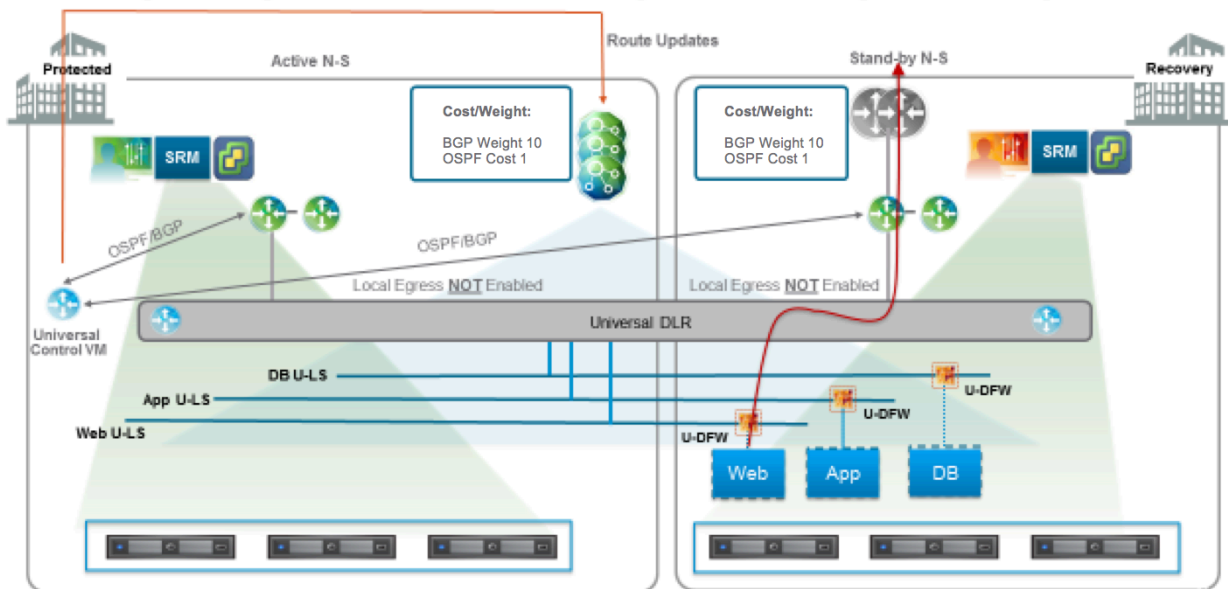 Route Updates
Protected
Active N-S
Stand-by N-S
Recovery
Cost/Weight:
BGP Weight 10
OSPF Cost 1
Cost/Weight:
BGP Weight 10
OSPF Cost 1
SRM
SRM
OSPF/BGP
OSPF/BGP
Local Egress NOT Enabled
Local Egress NOT Enabled
Universal DLR
Universal
Control VM
DB U-LS
U-DFW
App U-LS
U-DFW
Web U-LS
U-DFW
Web
App
DB